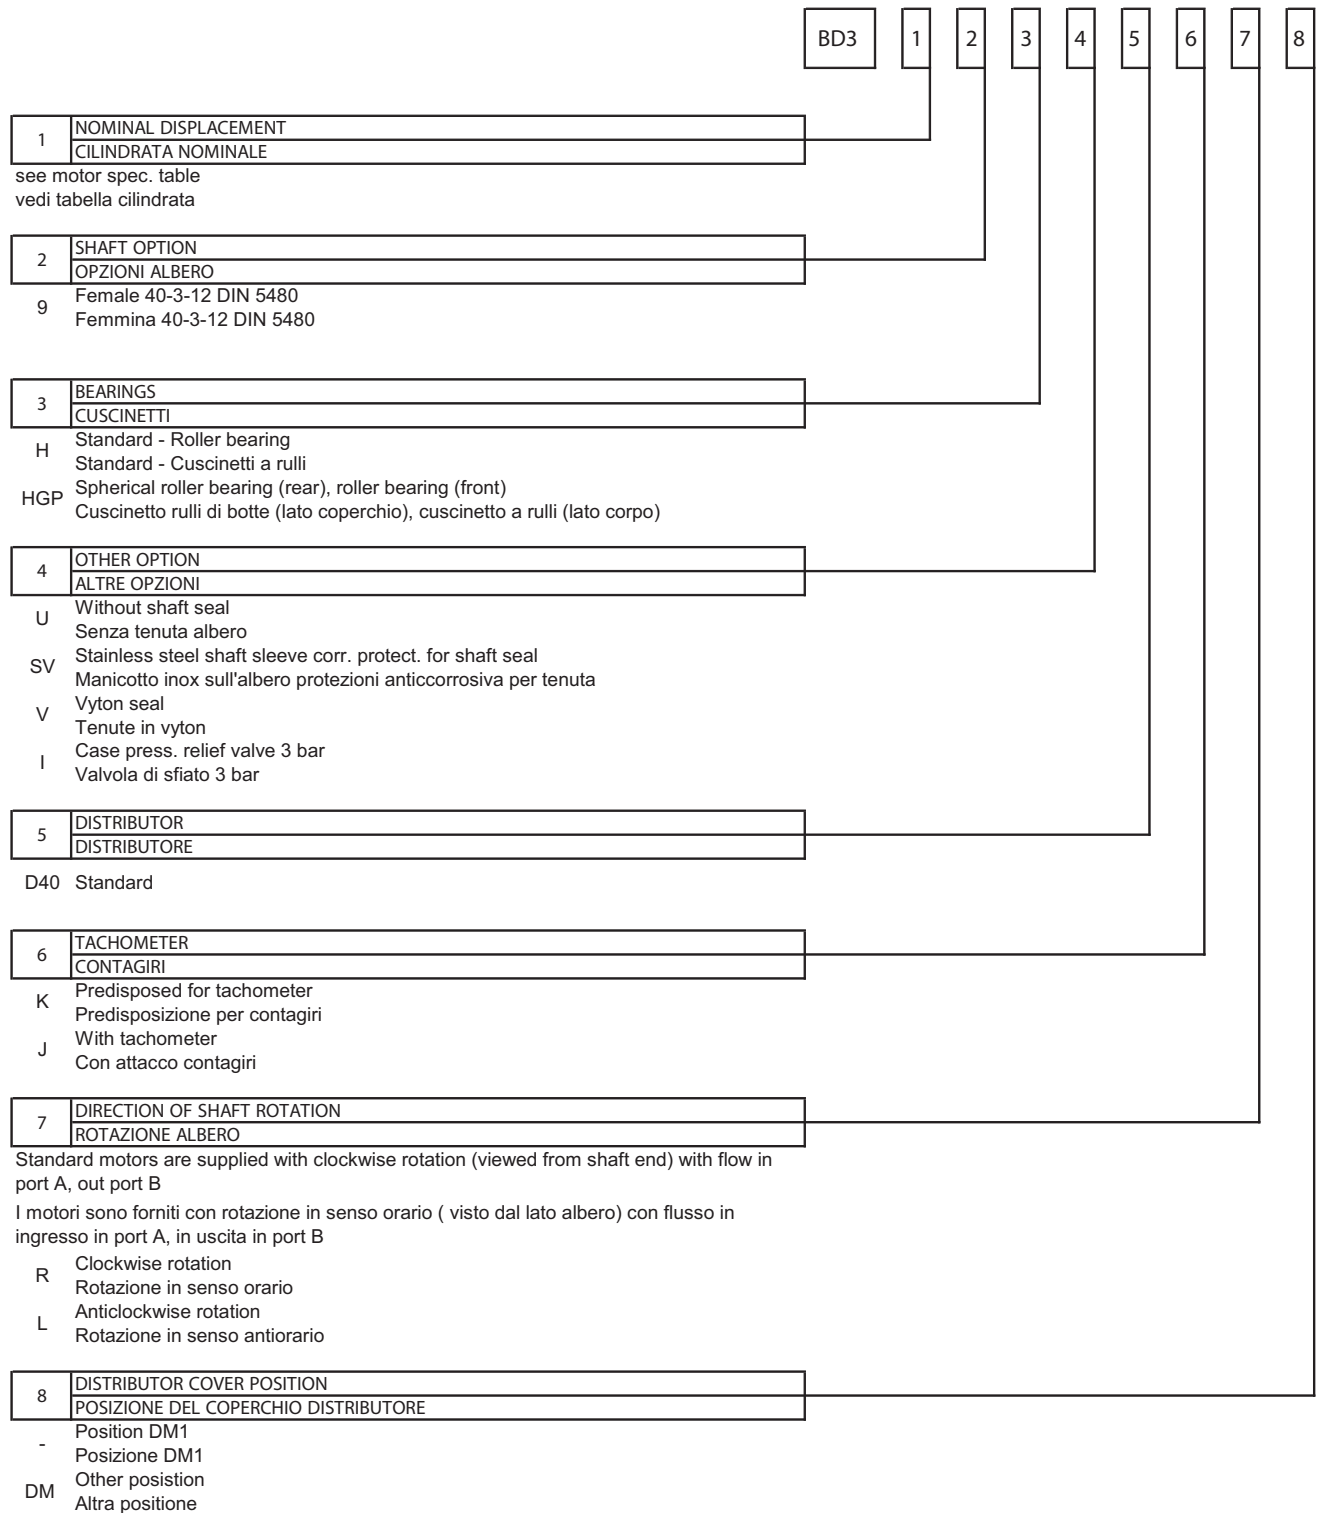 BD3 1 2 3 4 5 6 7 8
1 NOMINAL DISPLACEMENT
CILINDRATA NOMINALE
see motor spec. table
vedi tabella cilindrata
2 SHAFT OPTION
OPZIONI ALBERO
9 Female 40-3-12 DIN 5480
Femmina 40-3-12 DIN 5480
3 BEARINGS
CUSCINETTI
H Standard - Roller bearing
Standard - Cuscinetti a rulli
HGP Spherical roller bearing (rear), roller bearing (front)
Cuscinetto rulli di botte (lato coperchio), cuscinetto a rulli (lato corpo)
4 OTHER OPTION
ALTRE OPZIONI
U Without shaft seal
Senza tenuta albero
SV Stainless steel shaft sleeve corr. protect. for shaft seal
Manicotto inox sull'albero protezioni anticcorrosiva per tenuta
V Vyton seal
Tenute in vyton
I Case press. relief valve 3 bar
Valvola di sfiato 3 bar
5 DISTRIBUTOR
DISTRIBUTORE
D40 Standard
6 TACHOMETER
CONTAGIRI
K Predisposed for tachometer
Predisposizione per contagiri
J With tachometer
Con attacco contagiri
7 DIRECTION OF SHAFT ROTATION
ROTAZIONE ALBERO
Standard motors are supplied with clockwise rotation (viewed from shaft end) with flow in
port A, out port B
I motori sono forniti con rotazione in senso orario ( visto dal lato albero) con flusso in
ingresso in port A, in uscita in port B
R Clockwise rotation
Rotazione in senso orario
L Anticlockwise rotation
Rotazione in senso antiorario
8 DISTRIBUTOR COVER POSITION
POSIZIONE DEL COPERCHIO DISTRIBUTORE
- Position DM1
Posizione DM1
DM Other posistion
Altra positione